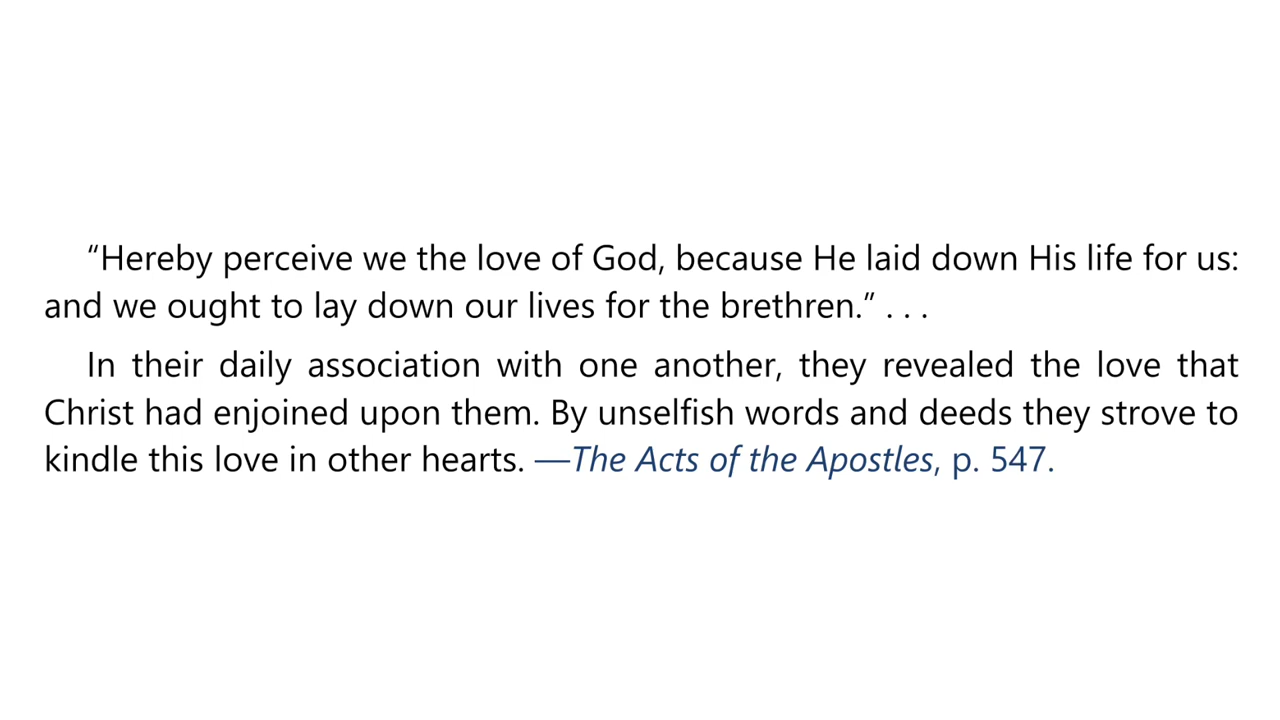 “Hereby perceive we the love of God, because He laid down His life for us:
and we ought to lay down our lives for the brethren.” . . .
In their daily association with one another, they revealed the love that
Christ had enjoined upon them. By unselfish words and deeds they strove to
kindle this love in other hearts. —The Acts of the Apostles, p. 547.